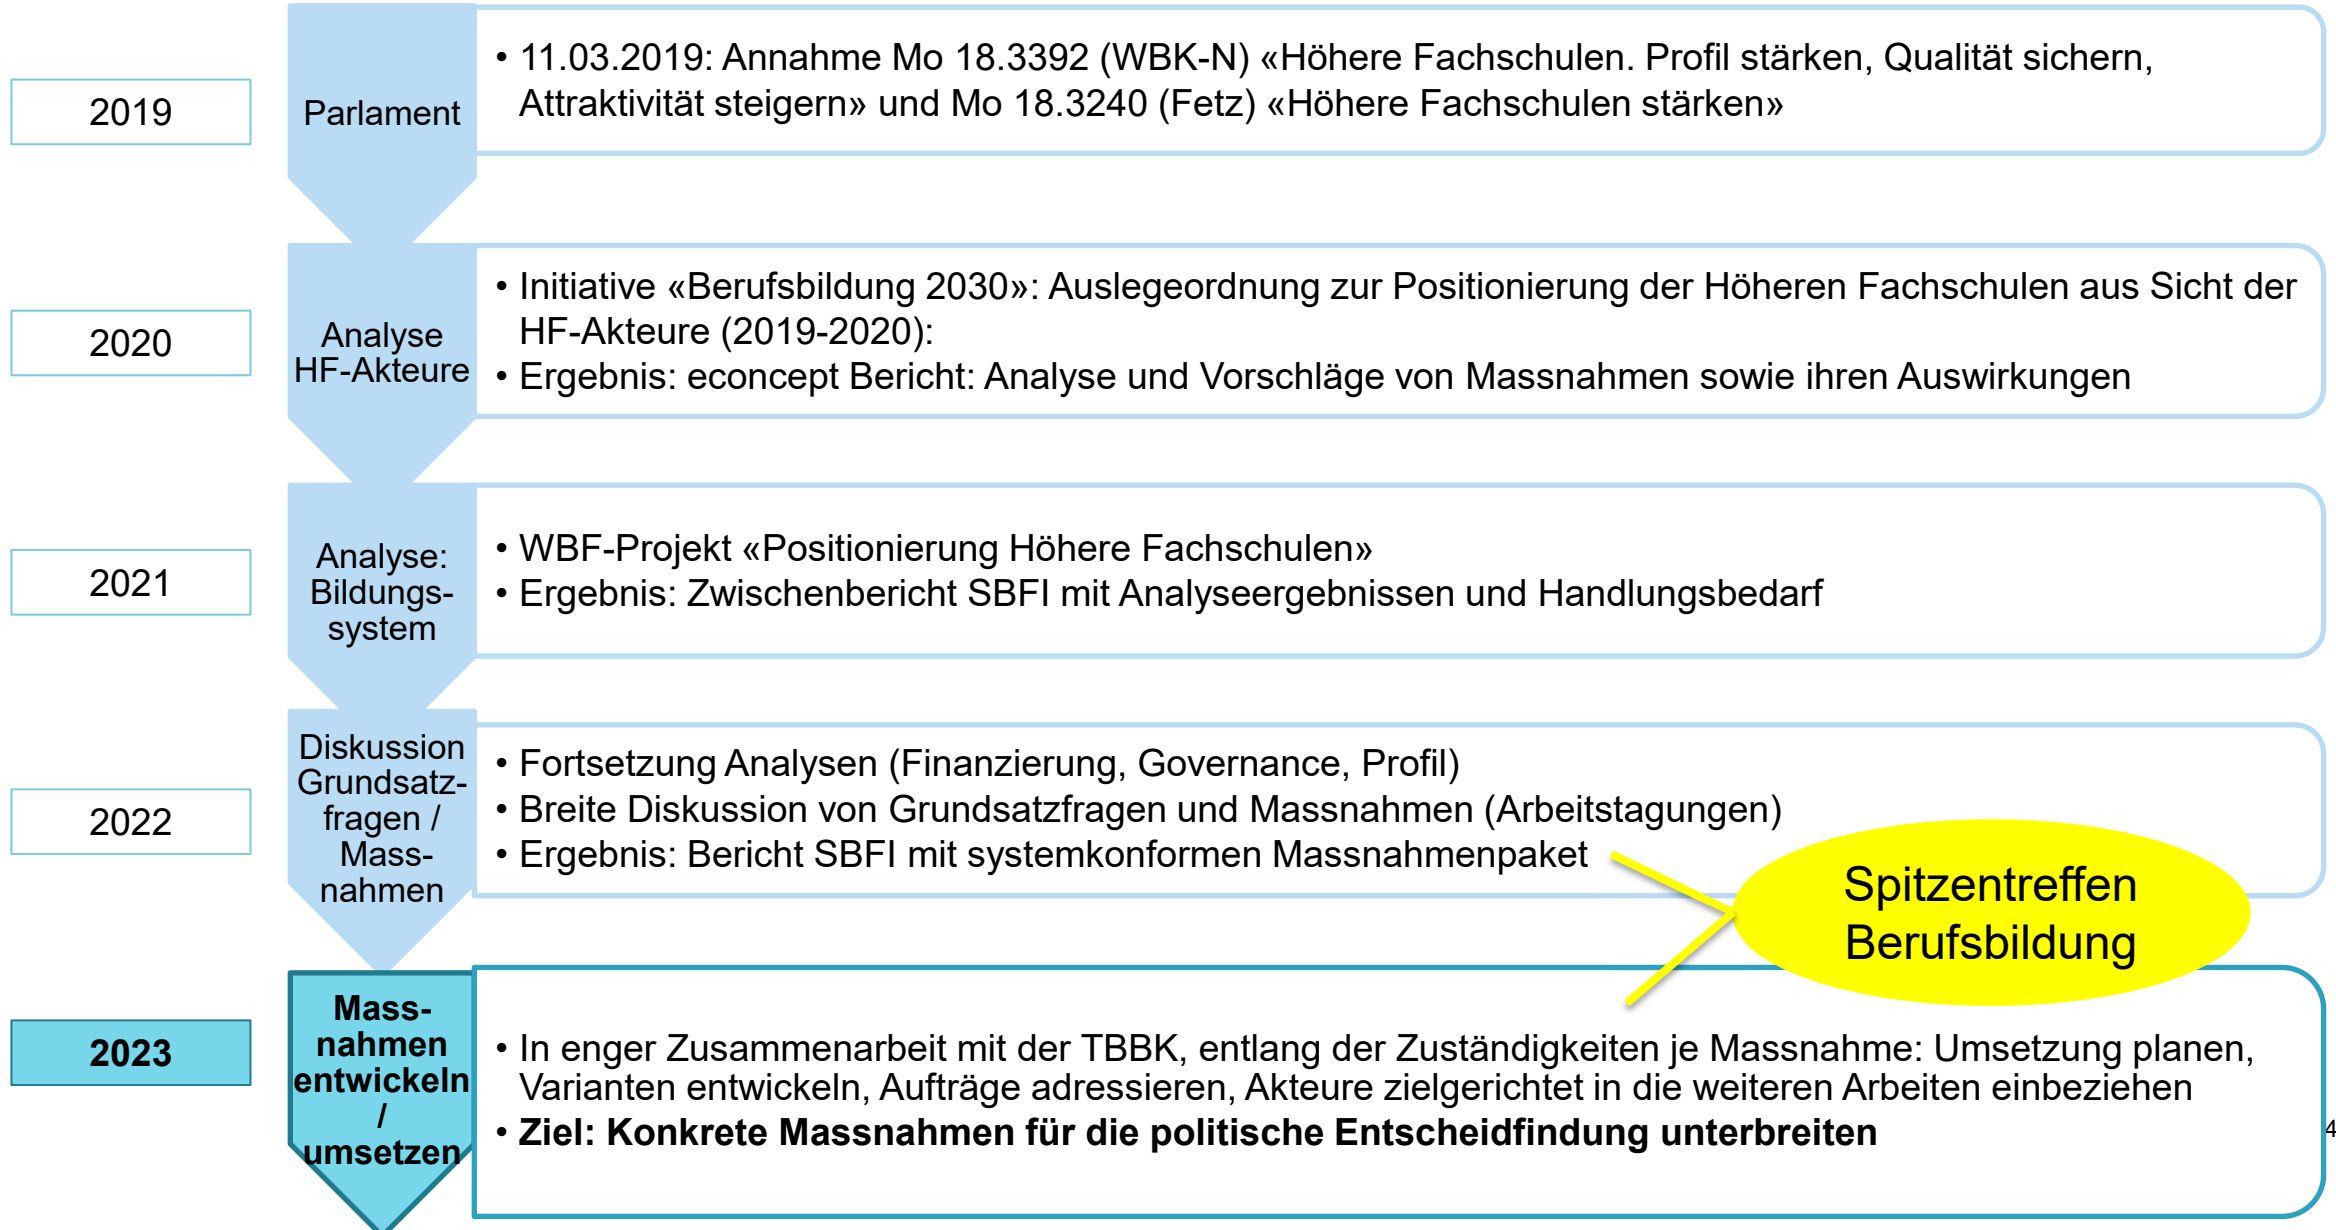 2019
Parlament
• 11.03.2019: Annahme Mo 18.3392 (WBK-N) «Höhere Fachschulen. Profil stärken, Qualität sichern,
Attraktivität steigern» und Mo 18.3240 (Fetz) «Höhere Fachschulen stärken»
2020
Analyse
HF-Akteure
• Initiative «Berufsbildung 2030»: Auslegeordnung zur Positionierung der Höheren Fachschulen aus Sicht der
HF-Akteure (2019-2020):
• Ergebnis: econcept Bericht: Analyse und Vorschläge von Massnahmen sowie ihren Auswirkungen
2021
Analyse:
Bildungs-
system
• WBF-Projekt «Positionierung Höhere Fachschulen»
• Ergebnis: Zwischenbericht SBFI mit Analyseergebnissen und Handlungsbedarf
2022
Diskussion
Grundsatz-
fragen /
Mass-
nahmen
• Fortsetzung Analysen (Finanzierung, Governance, Profil)
• Breite Diskussion von Grundsatzfragen und Massnahmen (Arbeitstagungen)
• Ergebnis: Bericht SBFI mit systemkonformen Massnahmenpaket
Spitzentreffen
Berufsbildung
2023
Mass-
nahmen
entwickeln
/
umsetzen
• In enger Zusammenarbeit mit der TBBK, entlang der Zuständigkeiten je Massnahme: Umsetzung planen,
Varianten entwickeln, Aufträge adressieren, Akteure zielgerichtet in die weiteren Arbeiten einbeziehen
• Ziel: Konkrete Massnahmen für die politische Entscheidfindung unterbreiten
4